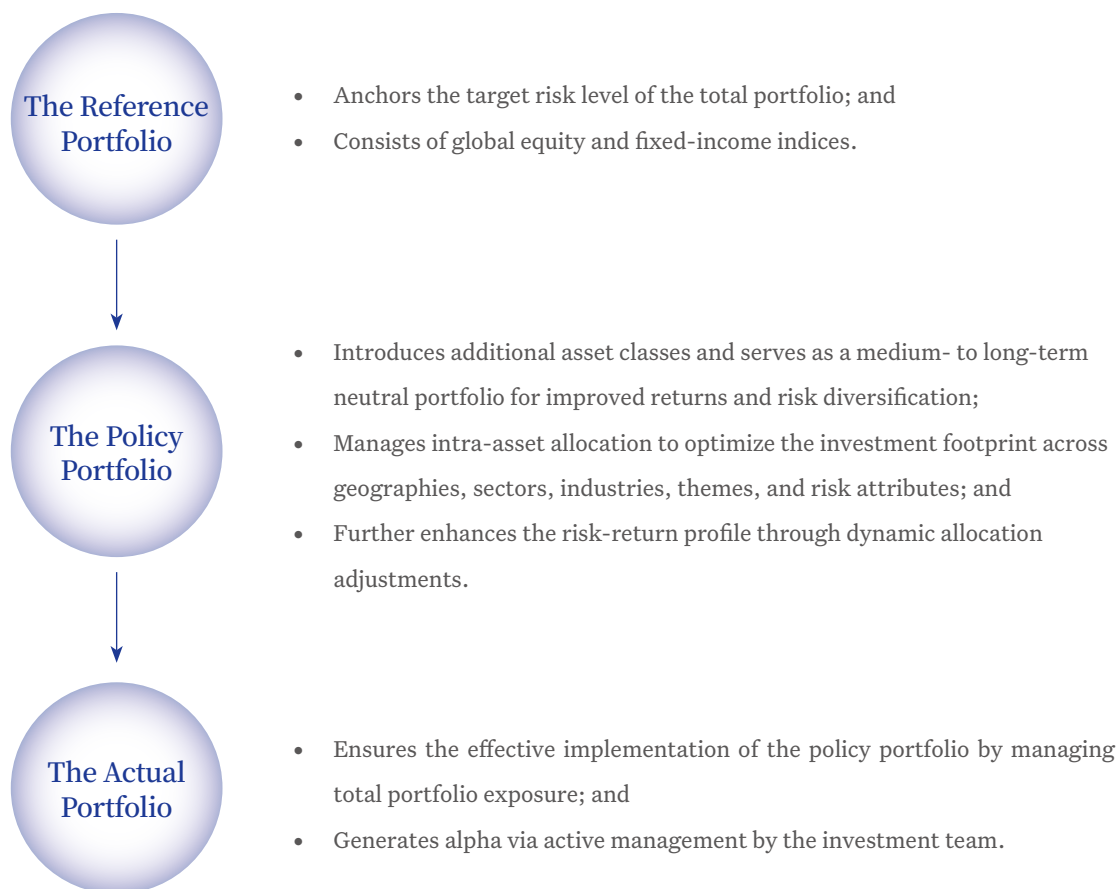 The Reference
Portfolio
• Anchors the target risk level of the total portfolio; and
• Consists of global equity and fixed-income indices.
The Policy
Portfolio
• Introduces additional asset classes and serves as a medium- to long-term
neutral portfolio for improved returns and risk diversification;
• Manages intra-asset allocation to optimize the investment footprint across
geographies, sectors, industries, themes, and risk attributes; and
• Further enhances the risk-return profile through dynamic allocation
adjustments.
The Actual
Portfolio
• Ensures the effective implementation of the policy portfolio by managing
total portfolio exposure; and
• Generates alpha via active management by the investment team.